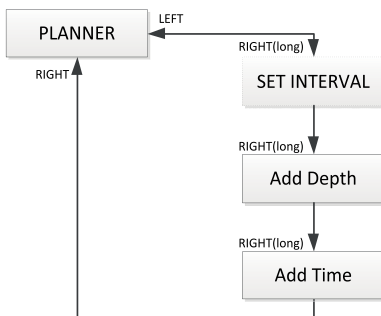 LEFT
PLANNER
RIGHT(long)
RIGHT
SET INTERVAL
RIGHT(long)
Add Depth
RIGHT(long)
Add Time